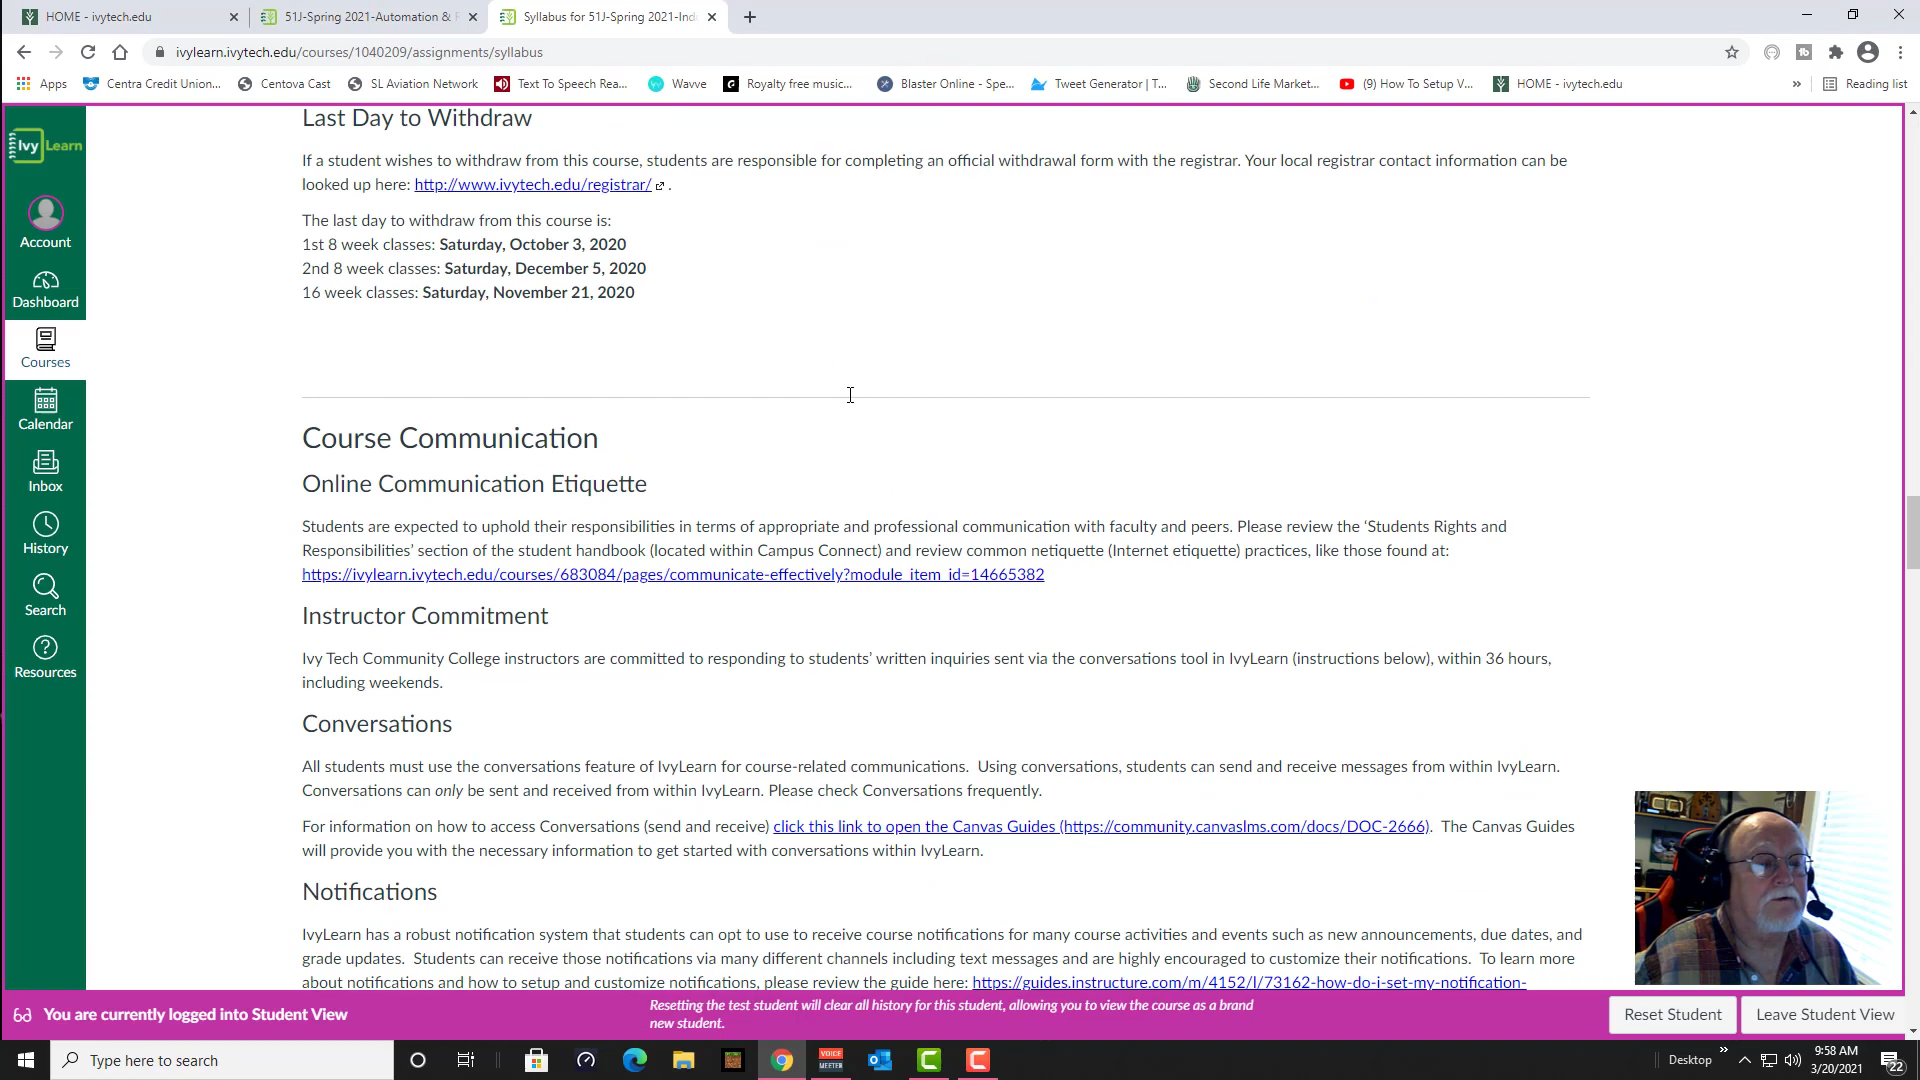 HOME - ivytech.edu
51J-Spring 2021-Automation &
Syllabus for 51J-Spring 2021-Ind
ivylearn.ivytech.edu/courses/1040209/assignments/syllabus
Apps
Centra Credit Union...
Centova Cast
SL Aviation Network
Text To Speech Rea...
Wavve
Royalty free music...
Blaster Online - Spe...
Tweet Generator | T...
Second Life Market...
(9) How To Setup V...
HOME - ivytech.edu
Reading list
Ivy Learn
Account
Dashboard
Courses
Calendar
Inbox
History
Search
Resources
Last Day to Withdraw
If a student wishes to withdraw from this course, students are responsible for completing an official withdrawal form with the registrar. Your local registrar contact information can be
looked up here: http://www.ivytech.edu/registrar/ .
The last day to withdraw from this course is:
1st 8 week classes: Saturday, October 3, 2020
2nd 8 week classes: Saturday, December 5, 2020
16 week classes: Saturday, November 21, 2020
Course Communication
Online Communication Etiquette
Students are expected to uphold their responsibilities in terms of appropriate and professional communication with faculty and peers. Please review the ‘Students Rights and
Responsibilities’ section of the student handbook (located within Campus Connect) and review common netiquette (Internet etiquette) practices, like those found at:
https://ivylearn.ivytech.edu/courses/683084/pages/communicate-effectively?module_item_id=14665382
Instructor Commitment
Ivy Tech Community College instructors are committed to responding to students’ written inquiries sent via the conversations tool in IvyLearn (instructions below), within 36 hours,
including weekends.
Conversations
All students must use the conversations feature of IvyLearn for course-related communications. Using conversations, students can send and receive messages from within IvyLearn.
Conversations can only be sent and received from within IvyLearn. Please check Conversations frequently.
For information on how to access Conversations (send and receive) click this link to open the Canvas Guides (https://community.canvaslms.com/docs/DOC-2666). The Canvas Guides
will provide you with the necessary information to get started with conversations within IvyLearn.
Notifications
IvyLearn has a robust notification system that students can opt to use to receive course notifications for many course activities and events such as new announcements, due dates, and
grade updates. Students can receive those notifications via many different channels including text messages and are highly encouraged to customize their notifications. To learn more
about notifications and how to setup and customize notifications, please review the guide here: https://guides.instructure.com/m/4152/l/73162-how-do-i-set-my-notification-
You are currently logged into Student View
Resetting the test student will clear all history for this student, allowing you to view the course as a brand
new student.
Reset Student
Leave Student View
Type here to search
VOICE
MEETER
Desktop
9:58 AM
3/20/2021
22